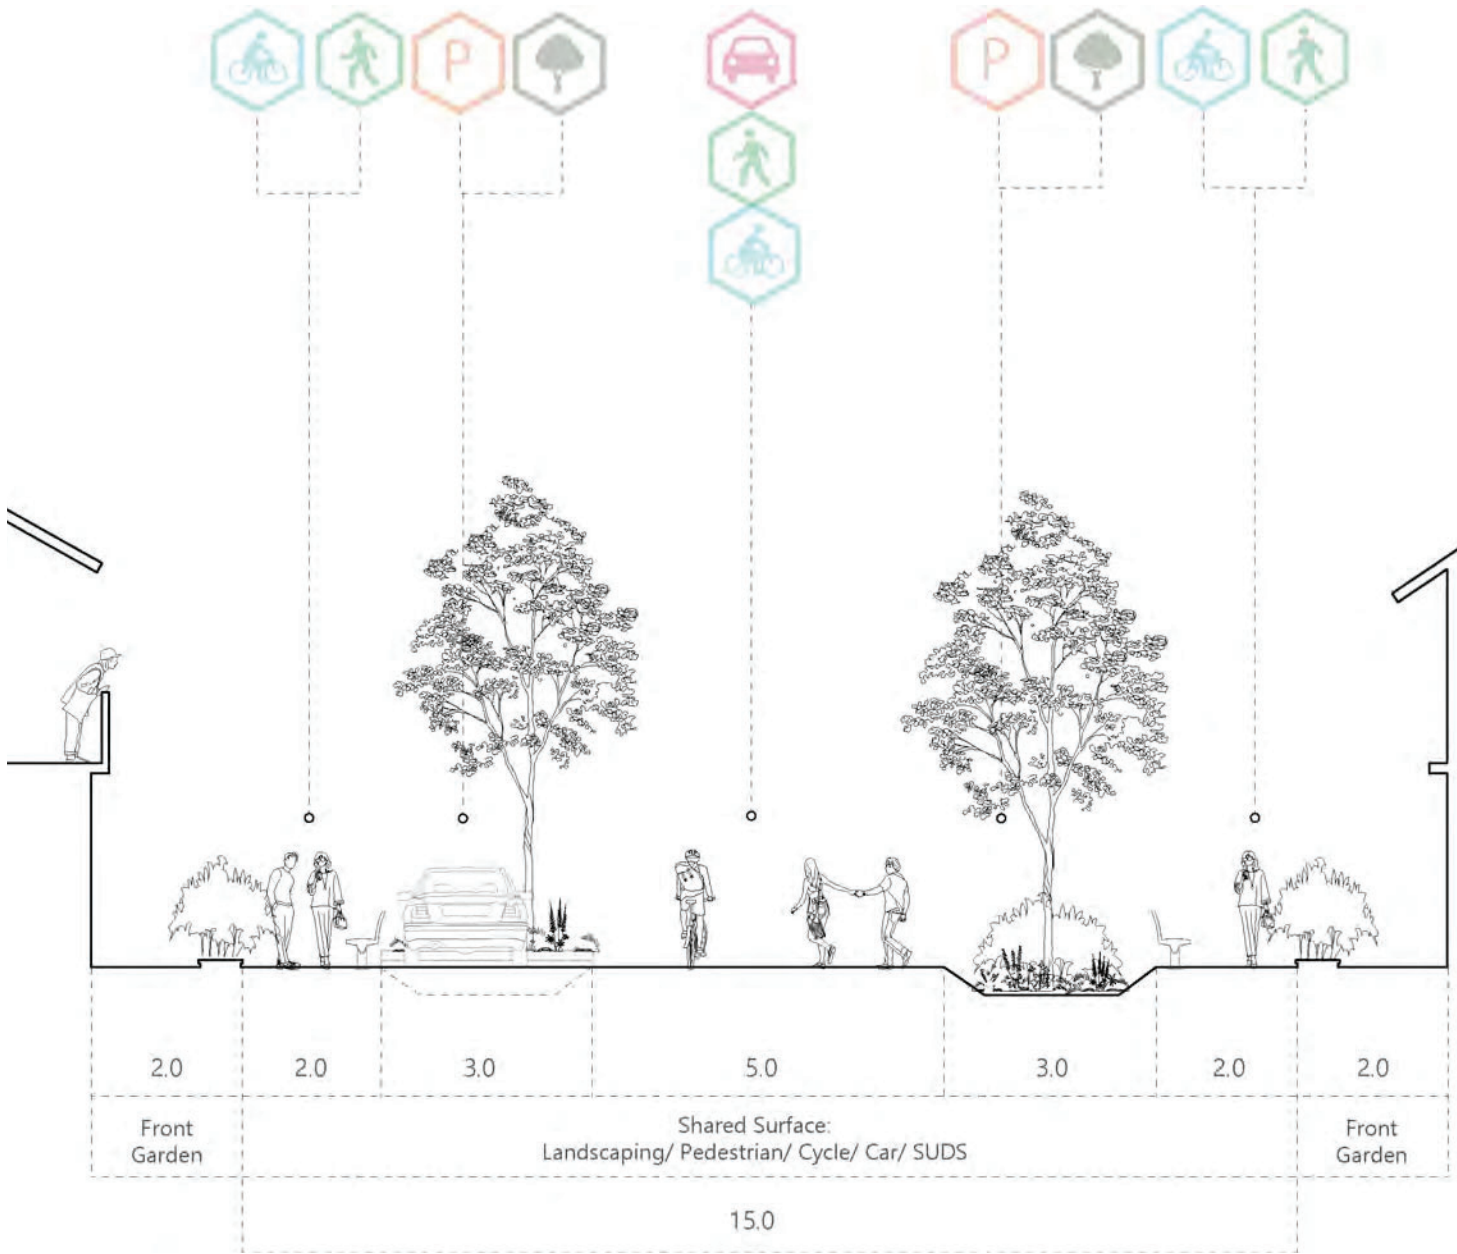 P
P
2.0
2.0
3.0
5.0
3.0
2.0
2.0
Front
Garden
Shared Surface:
Landscaping/ Pedestrian/ Cycle/ Car/ SUDS
Front
Garden
15.0